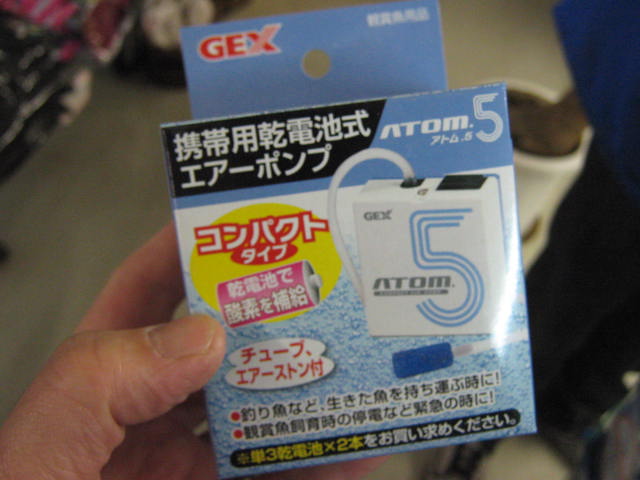 GEX
観賞魚用品
携帯用乾電池式
エアーポンプ
ATOM.5
アトム.5
コンパクト
タイプ
乾電池で
酸素を補給
チューブ、
エアーストン付
GEX
5
ATOM.
●釣り魚など、生きた魚を持ち運ぶ時に!
●観賞魚飼育時の停電など緊急の時に!
※単3乾電池×2本をお買い求めください。